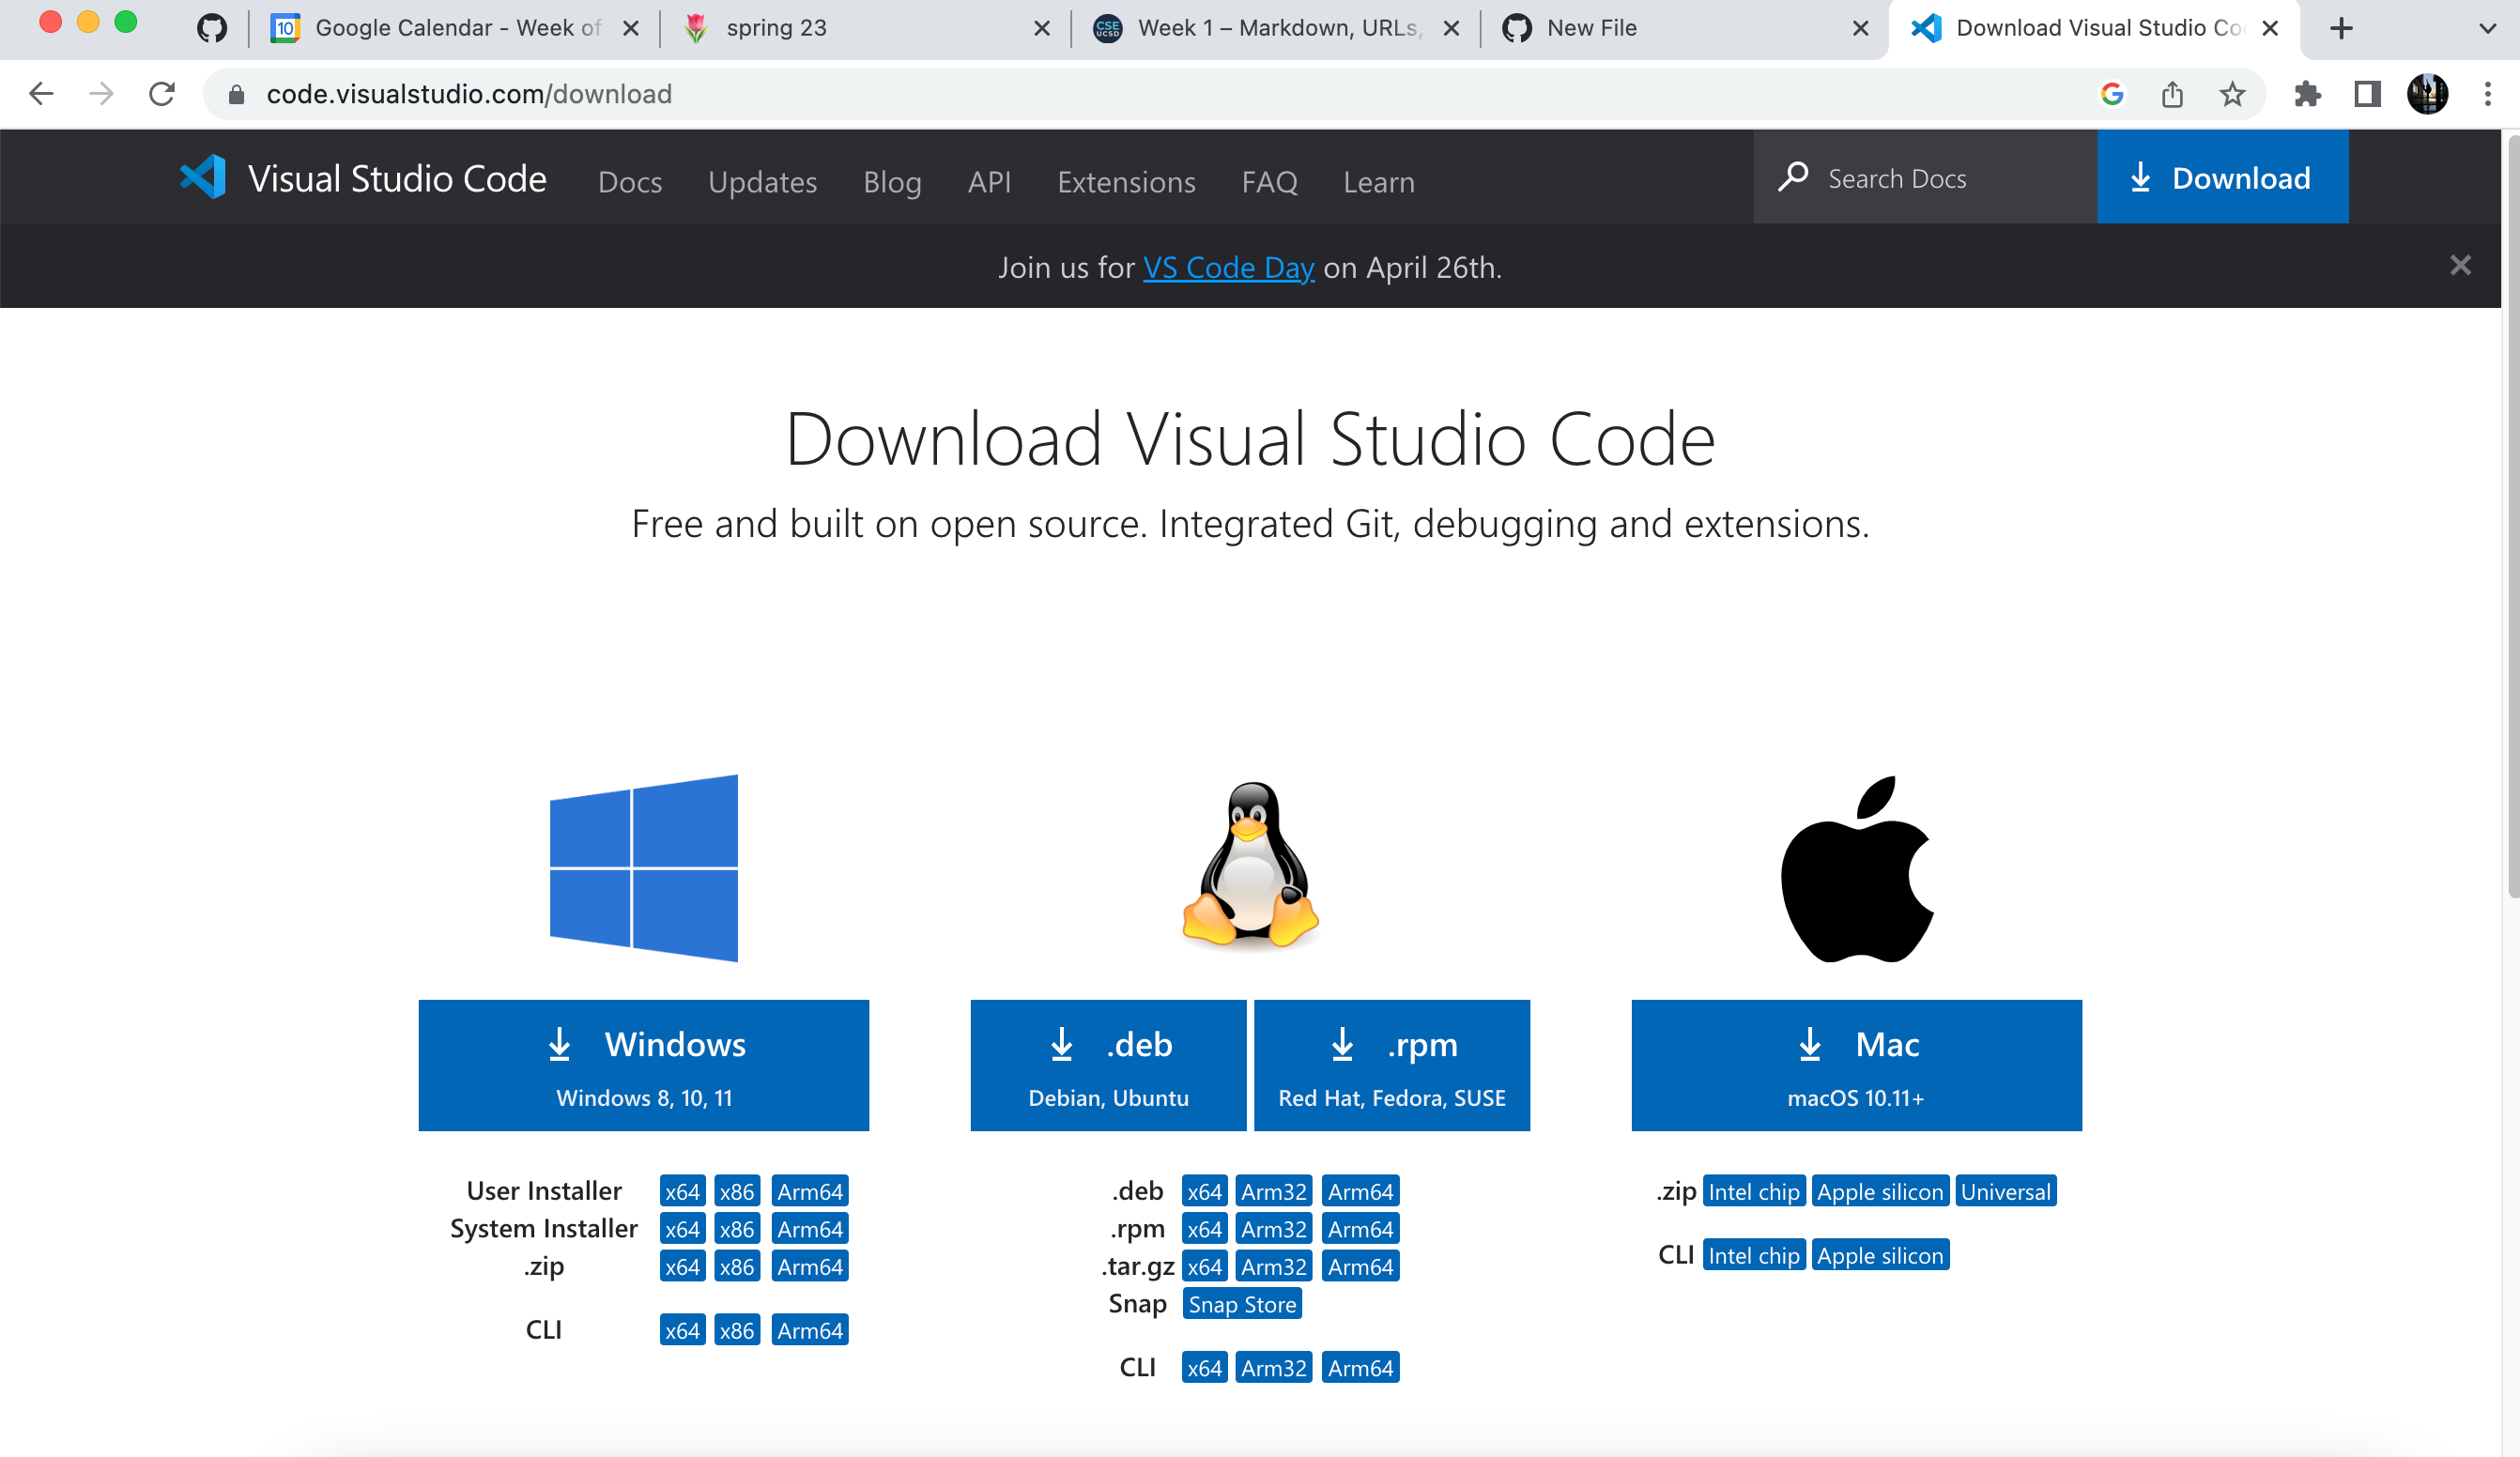 10 Google Calendar - Week of
spring 23
CSE UCSD Week 1 – Markdown, URLs,
New File
Download Visual Studio Co
code.visualstudio.com/download
Visual Studio Code Docs Updates Blog API Extensions FAQ Learn Search Docs Download
Join us for VS Code Day on April 26th.
Download Visual Studio Code
Free and built on open source. Integrated Git, debugging and extensions.
Windows
Windows 8, 10, 11
User Installer x64 x86 Arm64
System Installer x64 x86 Arm64
.zip x64 x86 Arm64
CLI x64 x86 Arm64
.deb
Debian, Ubuntu
.rpm
Red Hat, Fedora, SUSE
.deb x64 Arm32 Arm64
.rpm x64 Arm32 Arm64
.tar.gz x64 Arm32 Arm64
Snap Snap Store
CLI x64 Arm32 Arm64
Mac
macOS 10.11+
.zip Intel chip Apple silicon Universal
CLI Intel chip Apple silicon